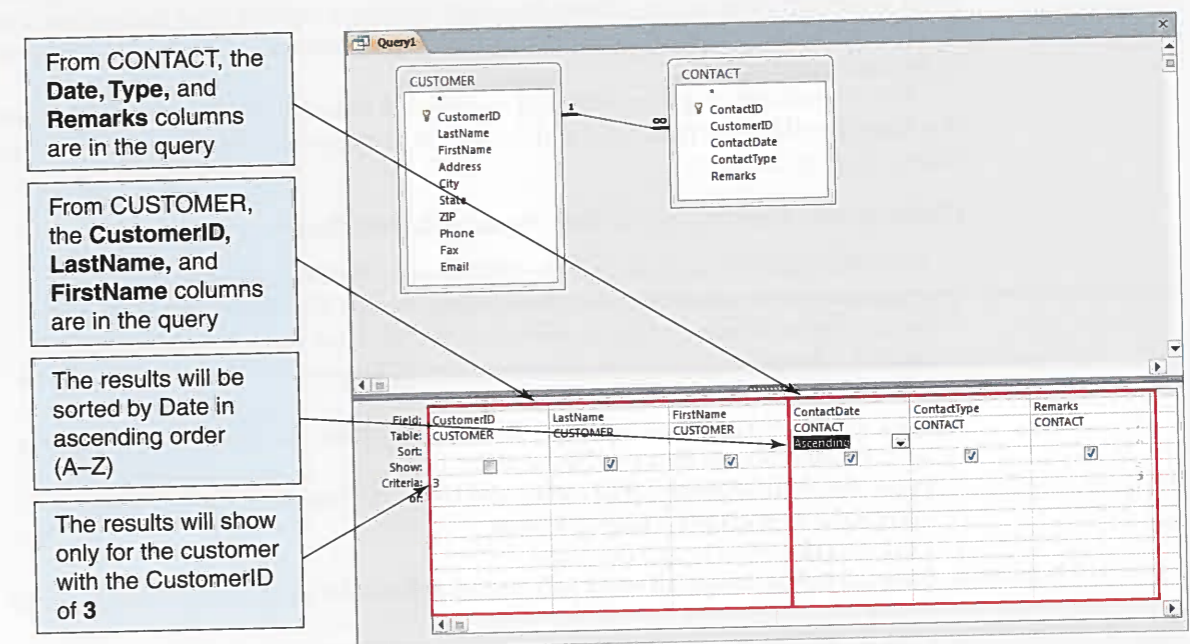 From CONTACT, the
Date, Type, and
Remarks columns
are in the query
From CUSTOMER,
the CustomerID,
LastName, and
FirstName columns
are in the query
The results will be
sorted by Date in
ascending order
(A–Z)
The results will show
only for the customer
with the CustomerID
of 3
Query1
CUSTOMER
*
CustomerID
LastName
FirstName
Address
City
State
ZIP
Phone
Fax
Email
1
∞
CONTACT
*
ContactID
CustomerID
ContactDate
ContactType
Remarks
Field: CustomerID LastName FirstName ContactDate ContactType Remarks
Table: CUSTOMER CUSTOMER CUSTOMER CONTACT CONTACT CONTACT
Sort: Ascending
Show:
Criteria: 3
or: